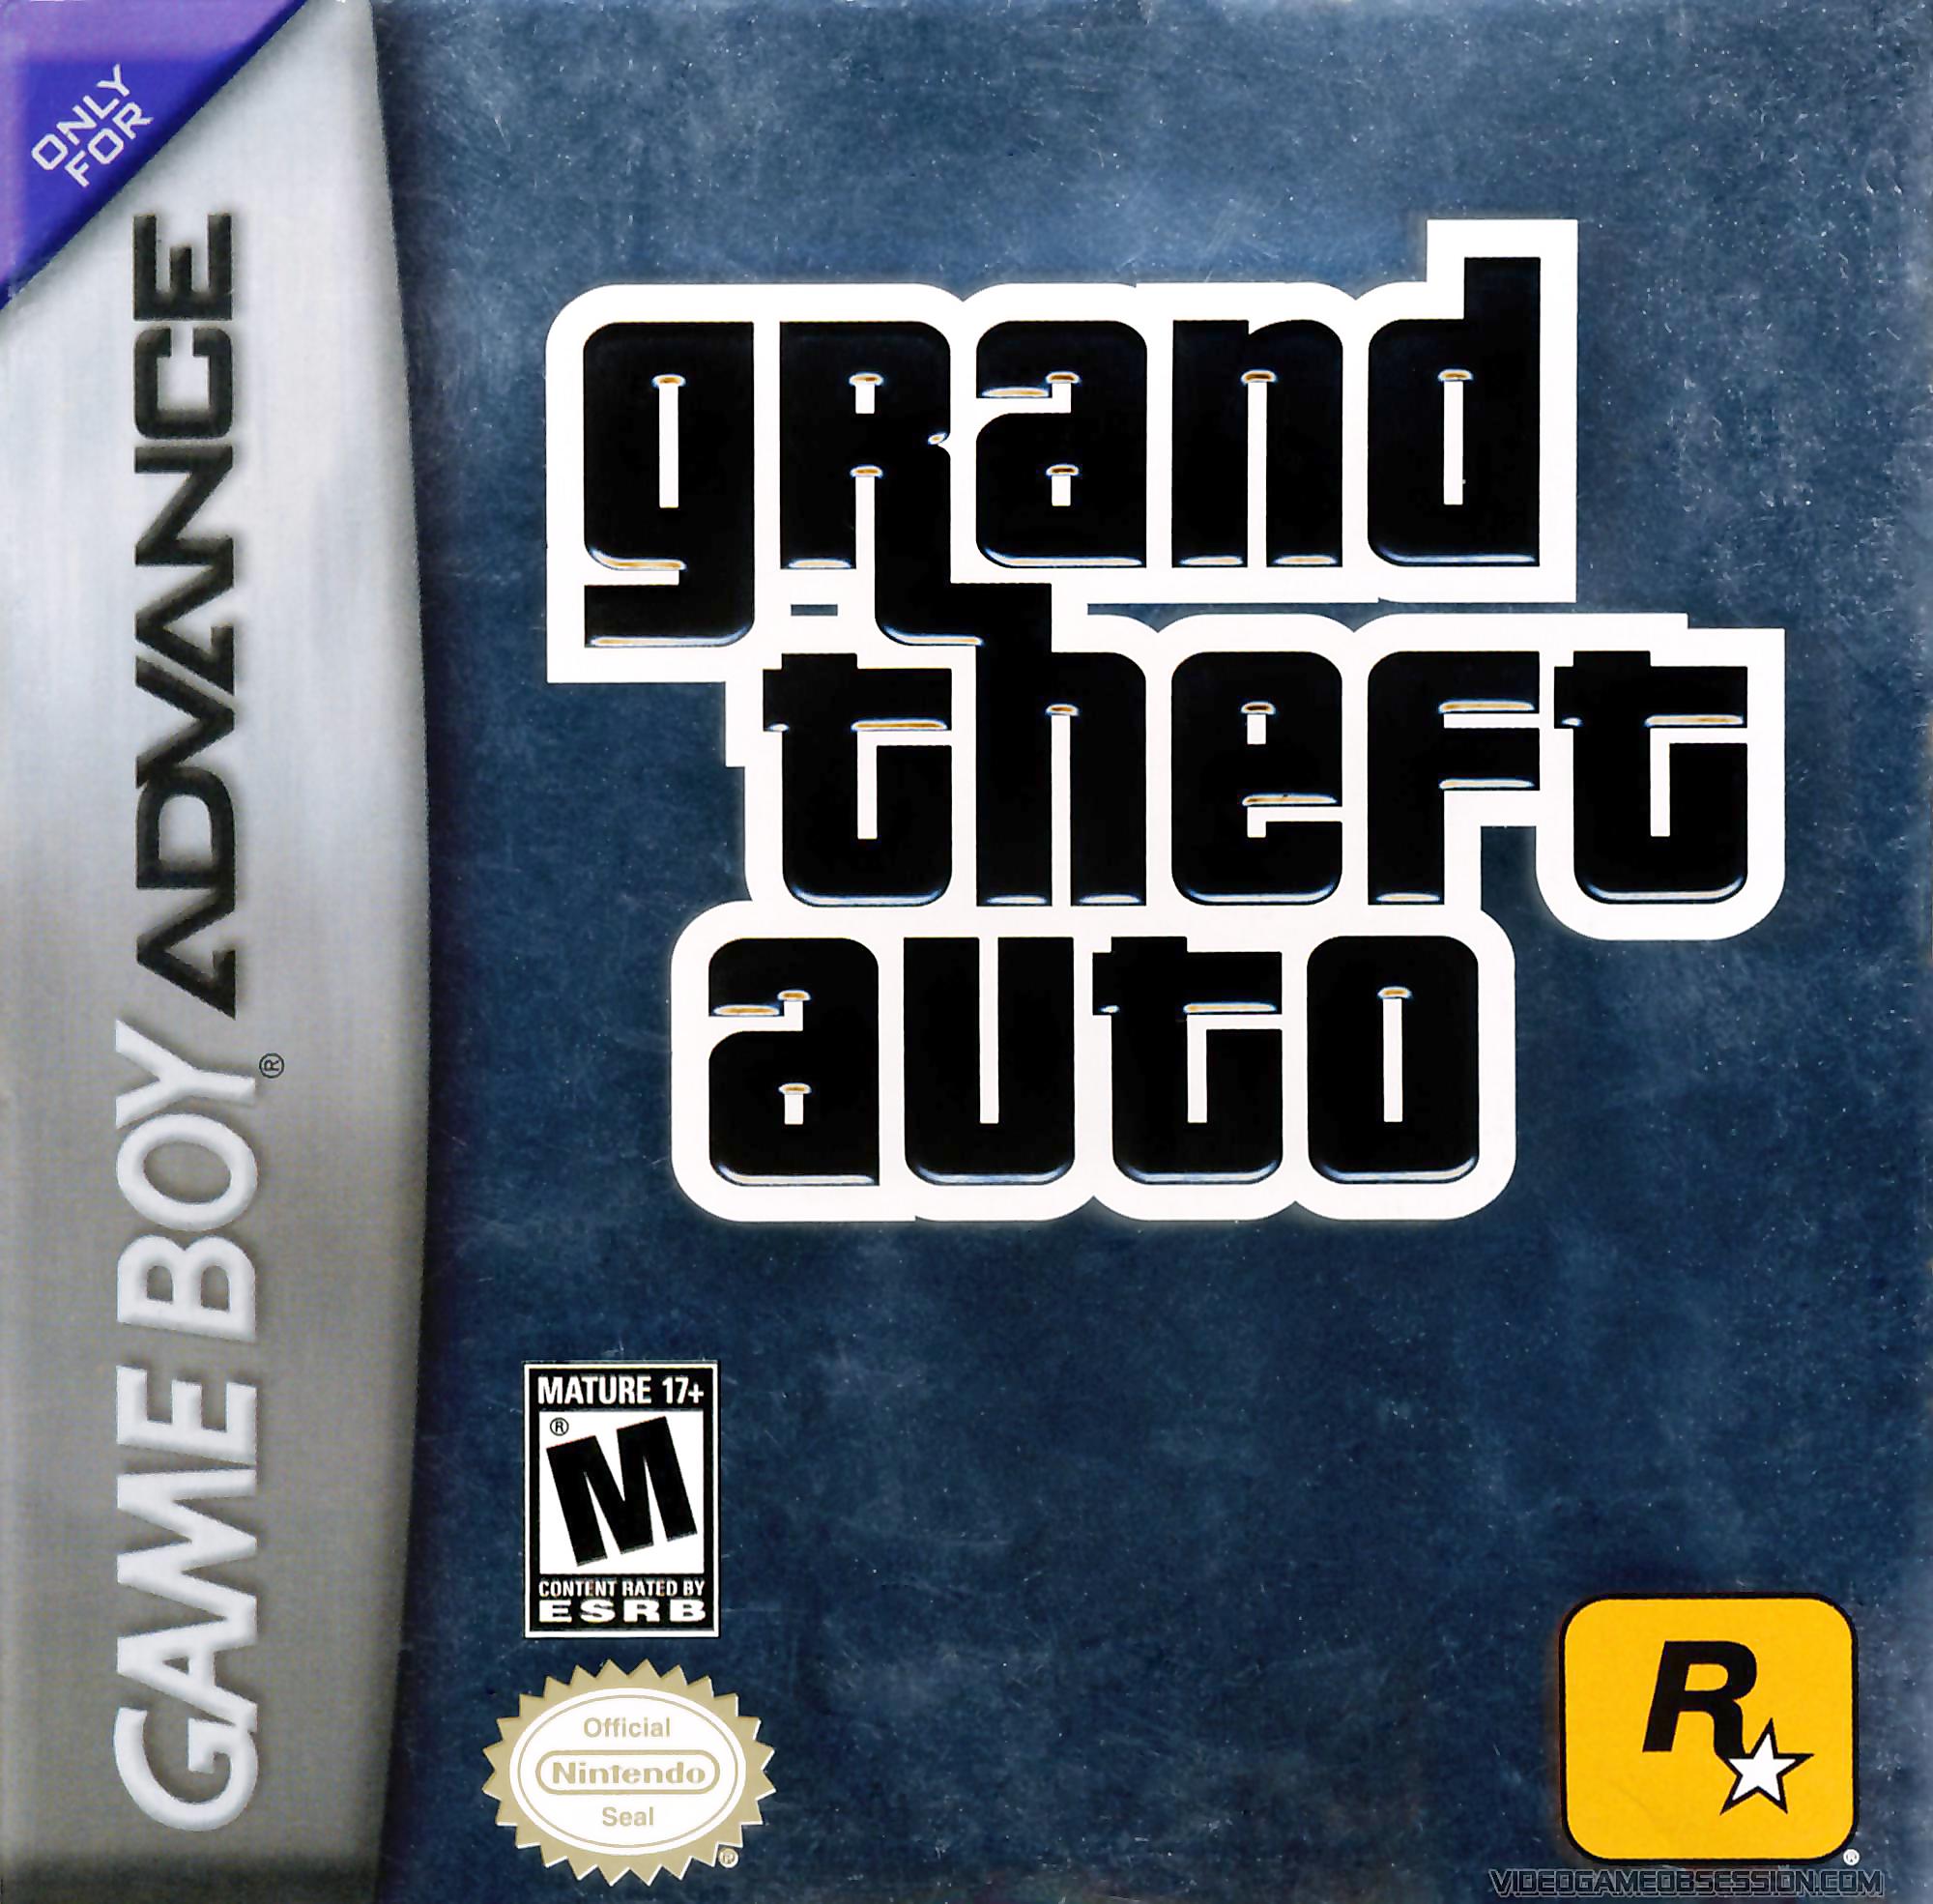 ONLY
FOR
GAME BOY ADVANCE
®
grand
theft
auto
MATURE 17+
®
M
CONTENT RATED BY
ESRB
Official
Nintendo
Seal
®
R
®
VIDEOGAMEOBSESSION.COM